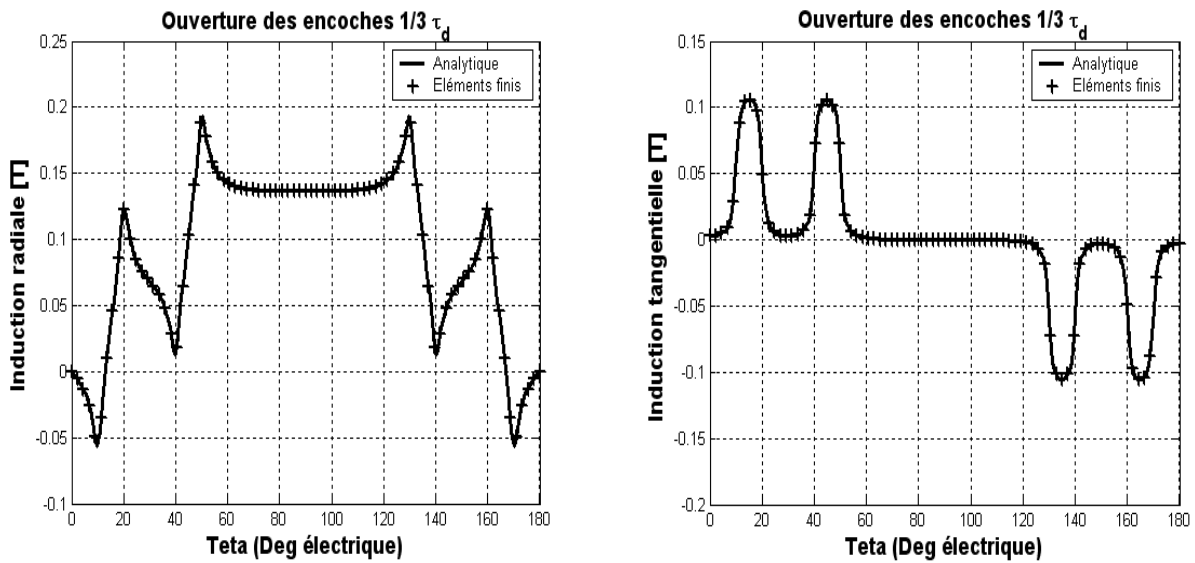 Ouverture des encoches 1/3 τd
Induction radiale [T]
0.25
0.2
0.15
0.1
0.05
0
-0.05
-0.1
Analytique
Eléments finis
0 20 40 60 80 100 120 140 160 180
Teta (Deg électrique)
Ouverture des encoches 1/3 τd
Induction tangentielle [T]
0.15
0.1
0.05
0
-0.05
-0.1
-0.15
-0.2
Analytique
Eléments finis
0 20 40 60 80 100 120 140 160 180
Teta (Deg électrique)